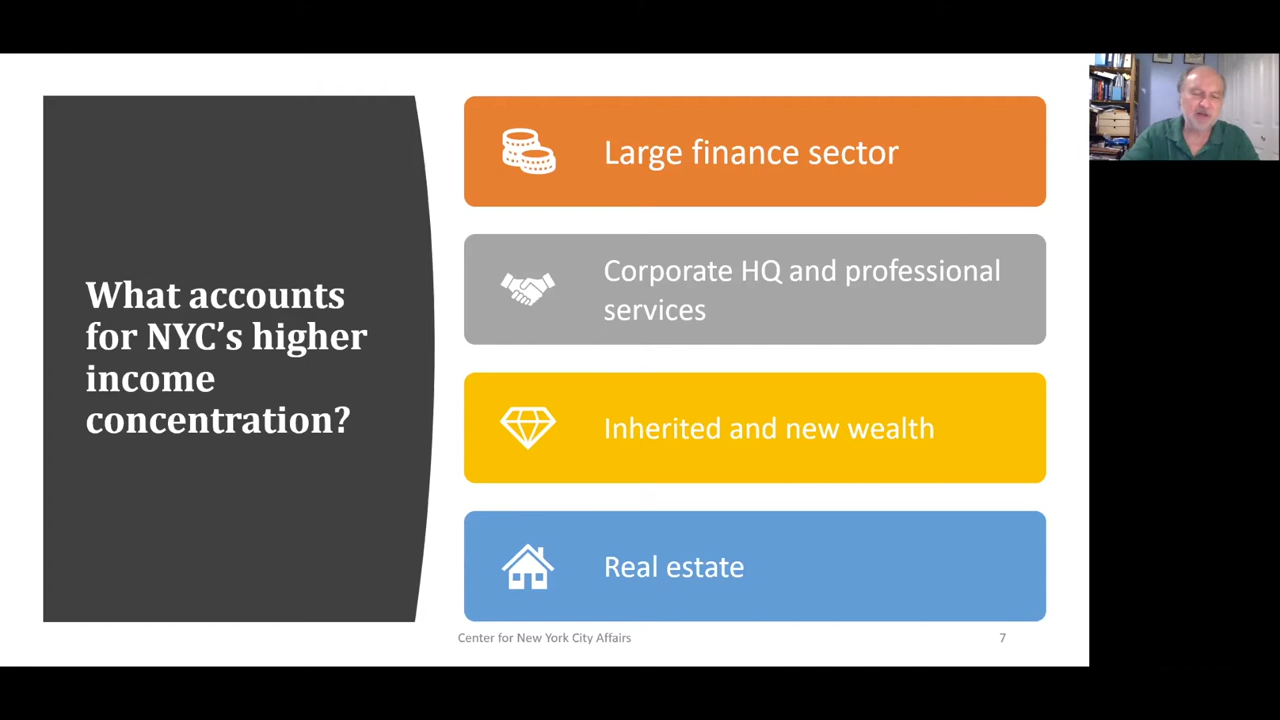 What accounts
for NYC’s higher
income
concentration?
Large finance sector
Corporate HQ and professional
services
Inherited and new wealth
Real estate
Center for New York City Affairs
7